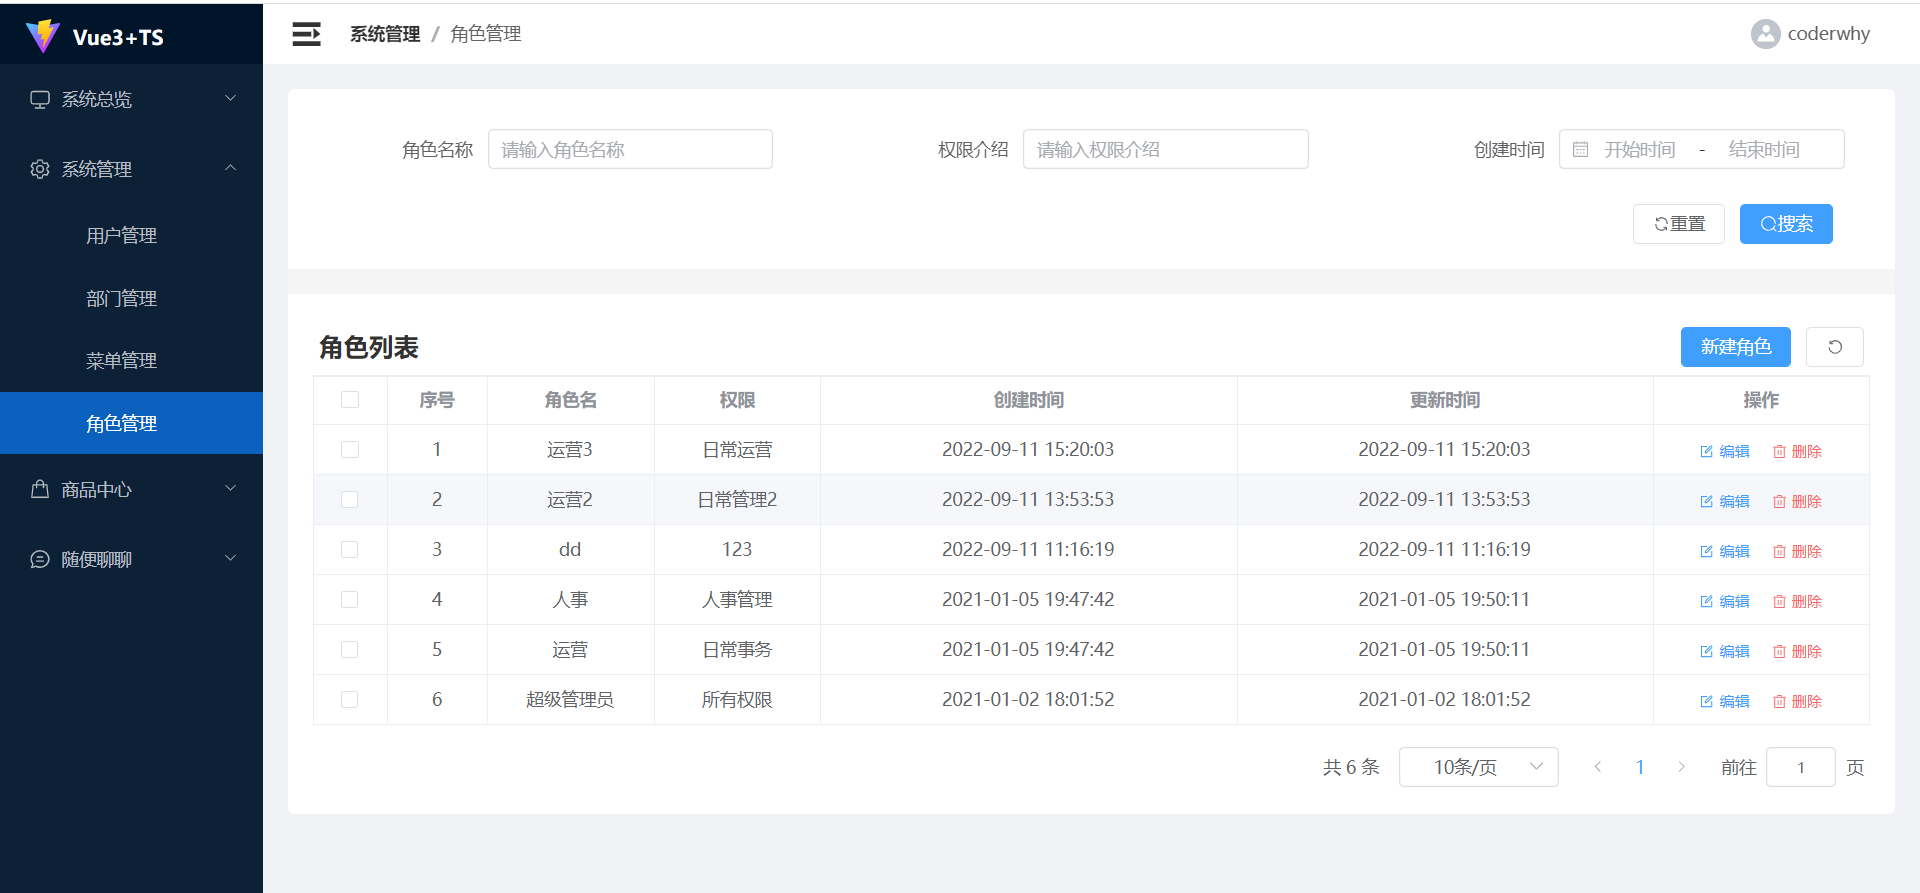 Vue3+TS
系统总览
系统管理
用户管理
部门管理
菜单管理
角色管理
商品中心
随便聊聊
系统管理 / 角色管理
coderwhy
角色名称 请输入角色名称 权限介绍 请输入权限介绍 创建时间 开始时间 - 结束时间
重置 搜索
角色列表 新建角色
序号 角色名 权限 创建时间 更新时间 操作
1 运营3 日常运营 2022-09-11 15:20:03 2022-09-11 15:20:03 编辑 删除
2 运营2 日常管理2 2022-09-11 13:53:53 2022-09-11 13:53:53 编辑 删除
3 dd 123 2022-09-11 11:16:19 2022-09-11 11:16:19 编辑 删除
4 人事 人事管理 2021-01-05 19:47:42 2021-01-05 19:50:11 编辑 删除
5 运营 日常事务 2021-01-05 19:47:42 2021-01-05 19:50:11 编辑 删除
6 超级管理员 所有权限 2021-01-02 18:01:52 2021-01-02 18:01:52 编辑 删除
共 6 条 10条/页 1 前往 1 页